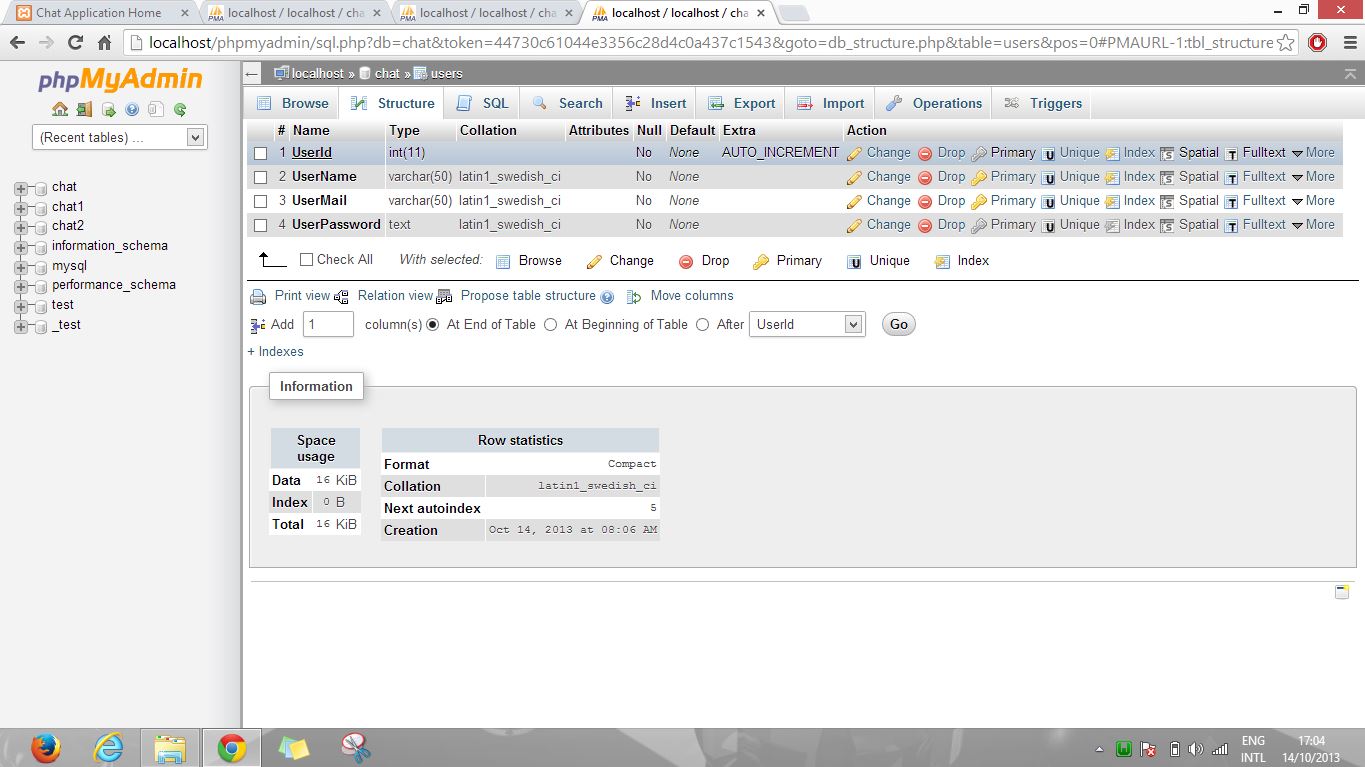 Chat Application Home
localhost / localhost / cha
localhost / localhost / cha
localhost / localhost / cha
localhost/phpmyadmin/sql.php?db=chat&token=44730c61044e3356c28d4c0a437c1543&goto=db_structure.php&table=users&pos=0#PMAURL-1:tbl_structure
phpMyAdmin
(Recent tables) ...
chat
chat1
chat2
information_schema
mysql
performance_schema
test
_test
localhost » chat » users
Browse Structure SQL Search Insert Export Import Operations Triggers
# Name Type Collation Attributes Null Default Extra Action
1 UserId int(11) No None AUTO_INCREMENT Change Drop Primary Unique Index Spatial Fulltext More
2 UserName varchar(50) latin1_swedish_ci No None Change Drop Primary Unique Index Spatial Fulltext More
3 UserMail varchar(50) latin1_swedish_ci No None Change Drop Primary Unique Index Spatial Fulltext More
4 UserPassword text latin1_swedish_ci No None Change Drop Primary Unique Index Spatial Fulltext More
Check All With selected: Browse Change Drop Primary Unique Index
Print view Relation view Propose table structure Move columns
Add 1 column(s) At End of Table At Beginning of Table After UserId Go
+ Indexes
Information
Space
usage
Data 16 KiB
Index 0 B
Total 16 KiB
Row statistics
Format Compact
Collation latin1_swedish_ci
Next autoindex 5
Creation Oct 14, 2013 at 08:06 AM
ENG
INTL
17:04
14/10/2013